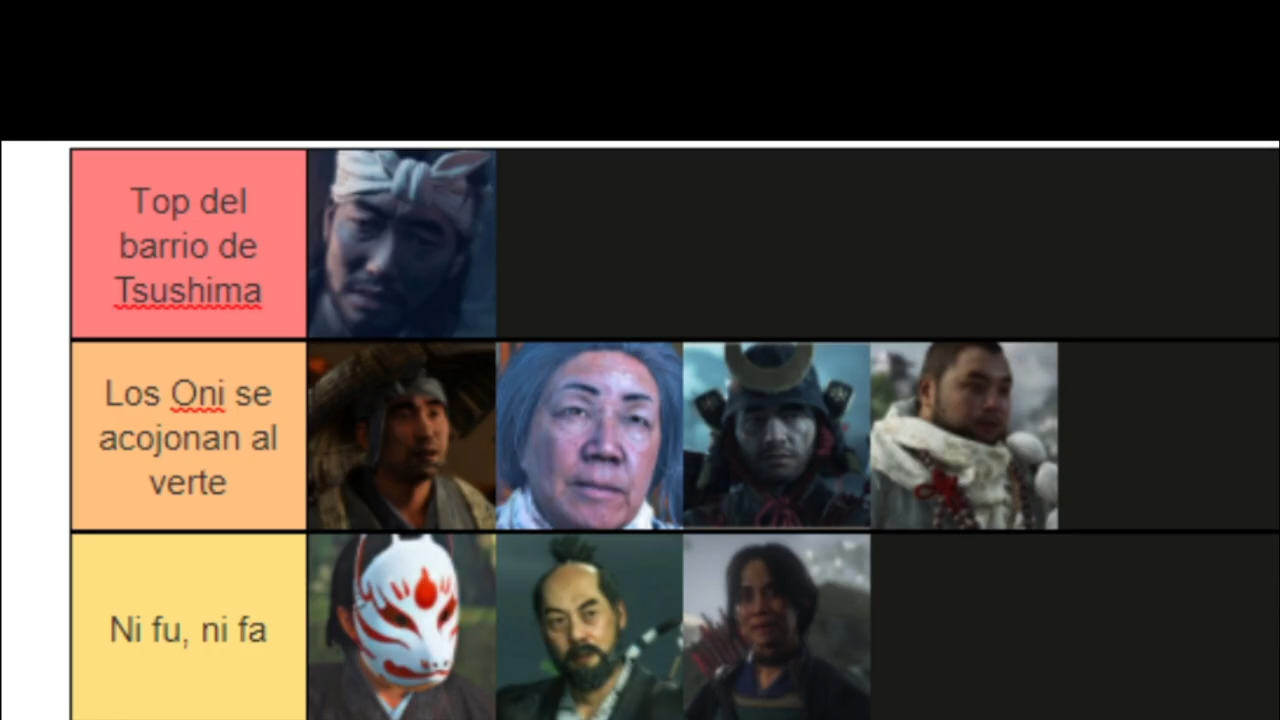 Top del
barrio de
Tsushima
Los Oni se
acojonan al
verte
Ni fu, ni fa